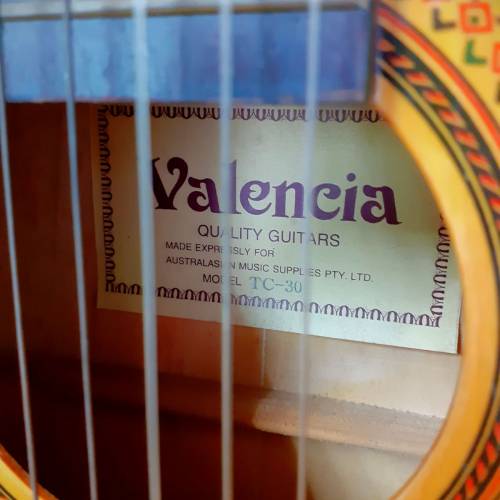 Valencia
QUALITY GUITARS
MADE EXPRESSLY FOR
AUSTRALASIAN MUSIC SUPPLIES PTY. LTD.
MODEL TC-30